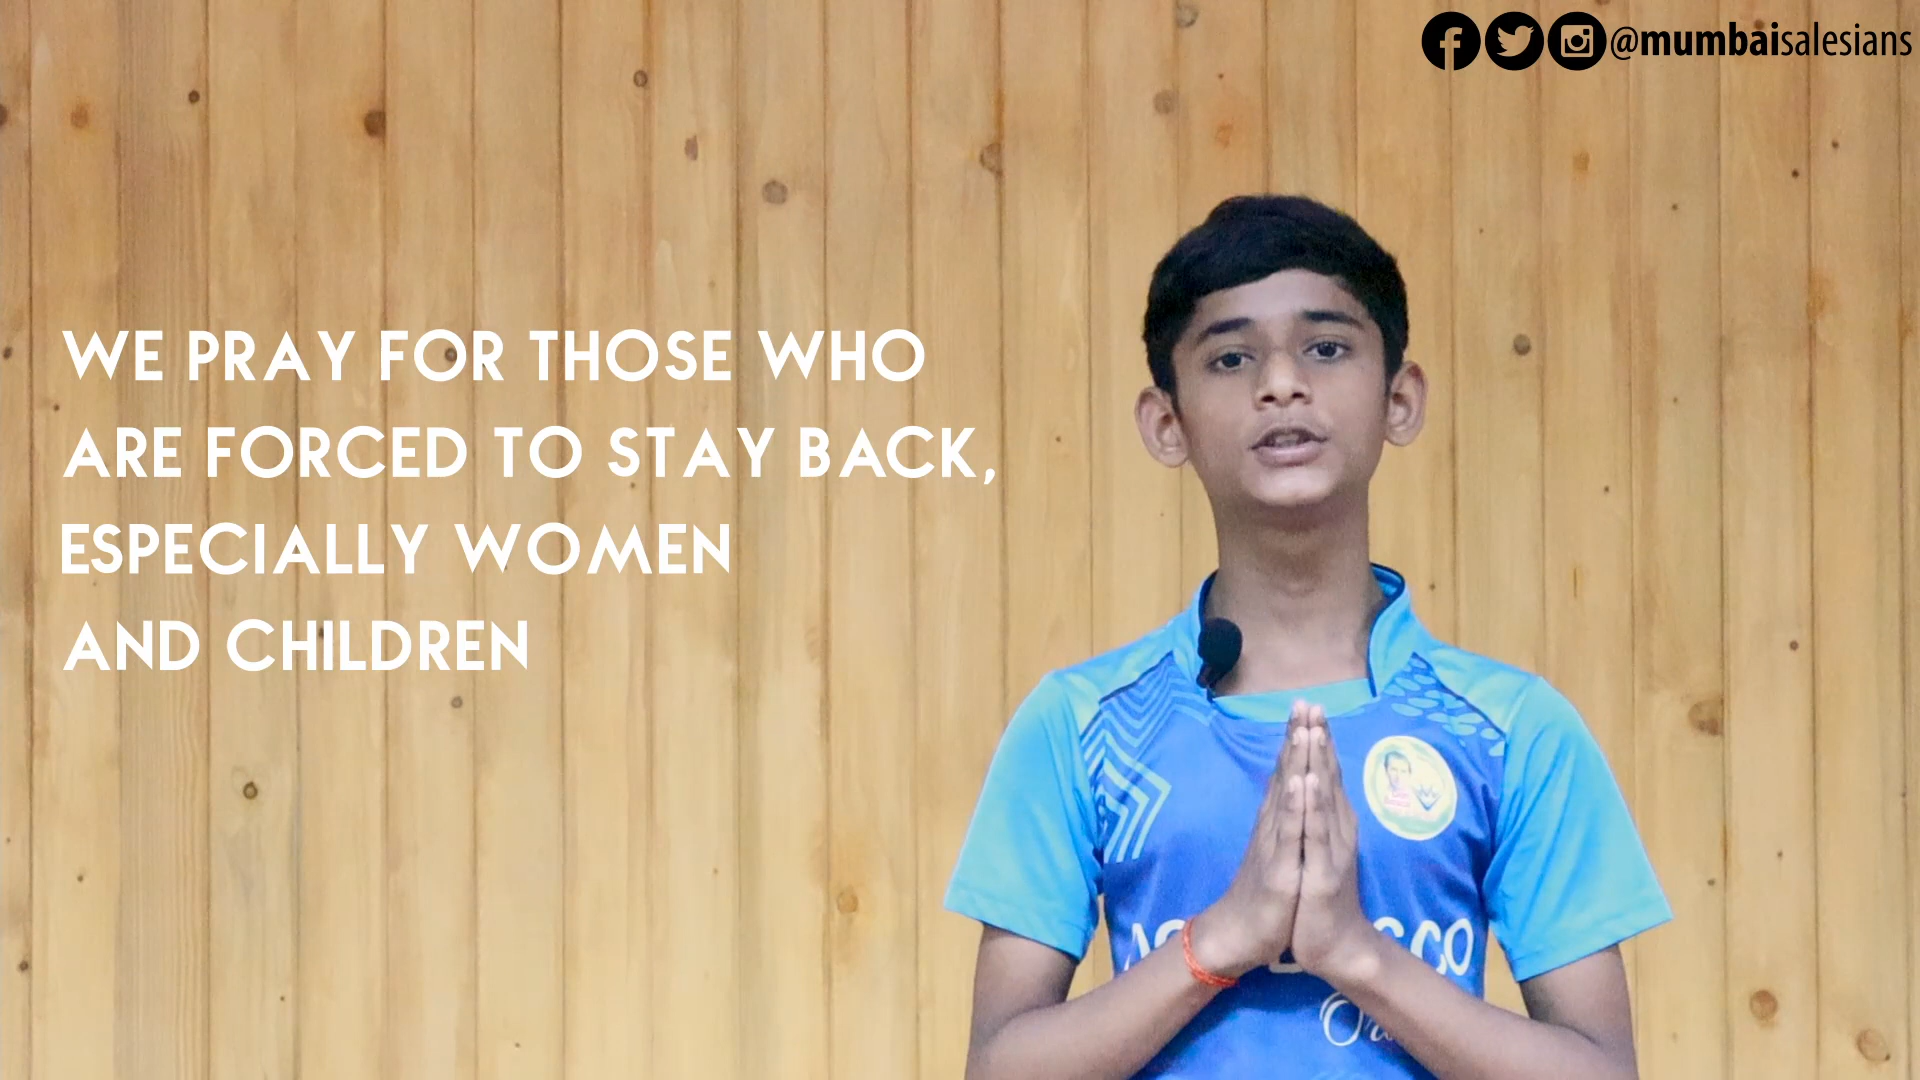 @mumbaisalesians
WE PRAY FOR THOSE WHO
ARE FORCED TO STAY BACK,
ESPECIALLY WOMEN
AND CHILDREN